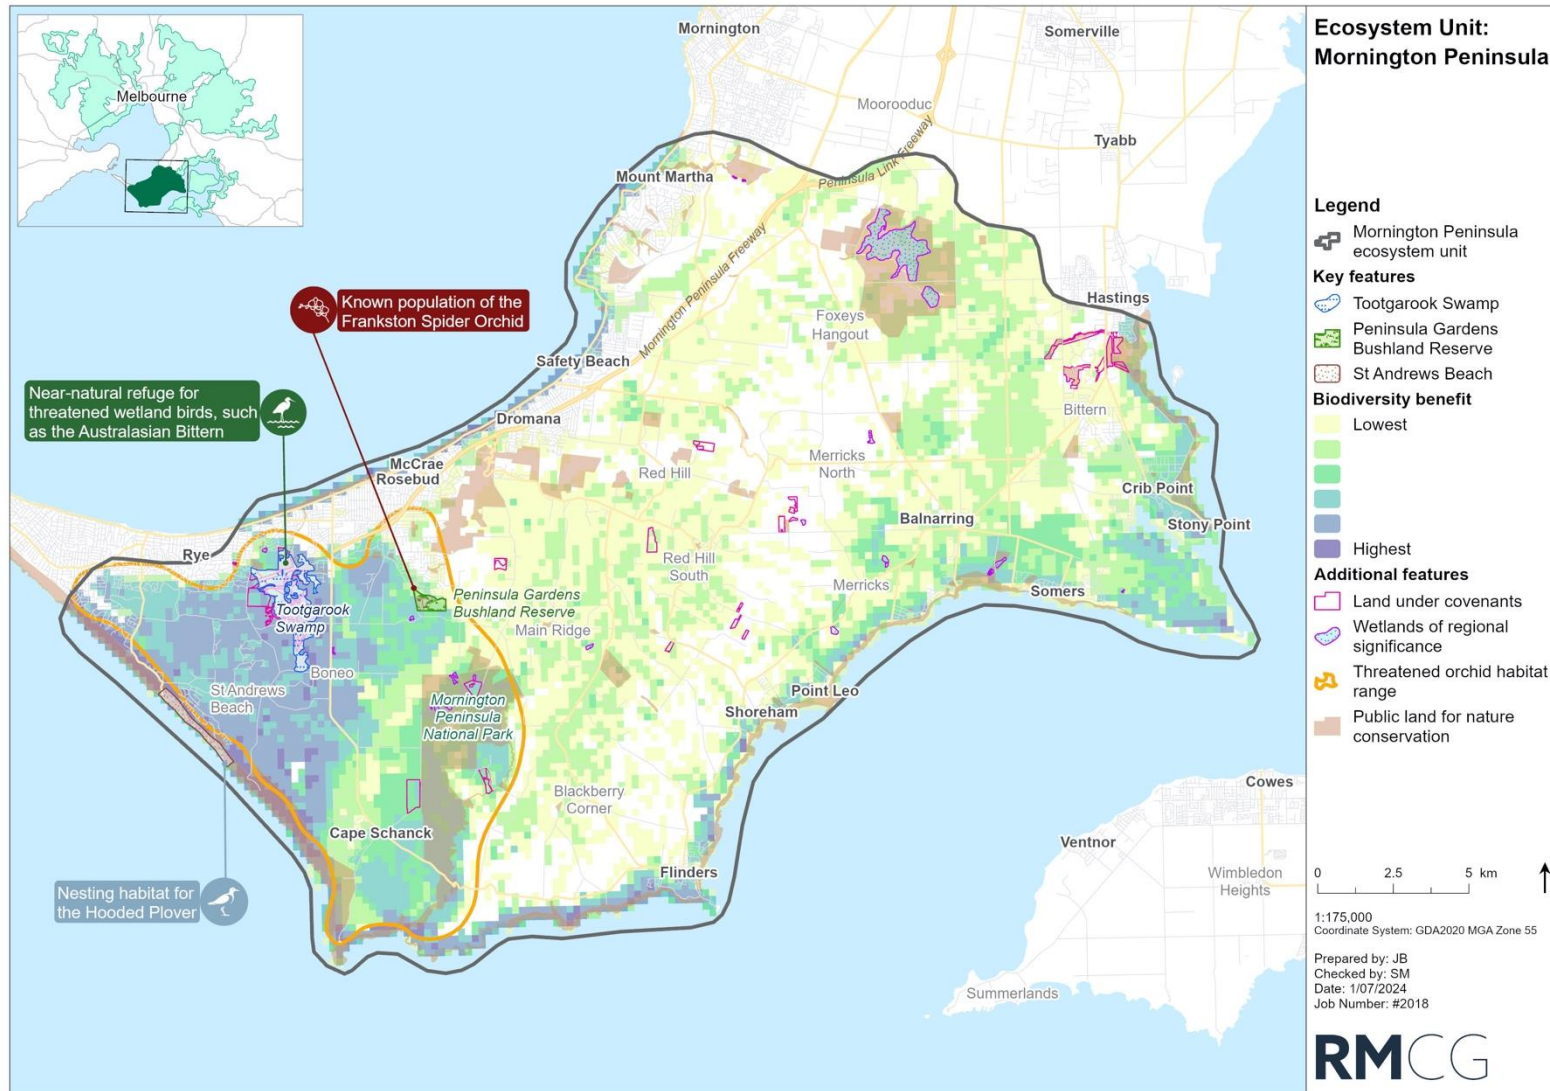 Melbourne
Mornington
Somerville
Moorooduc
Tyabb
Peninsula Link Freeway
Mount Martha
Mornington Peninsula Freeway
Hastings
Known population of the
Frankston Spider Orchid
Foxeys
Hangout
Safety Beach
Near-natural refuge for
threatened wetland birds, such
as the Australasian Bittern
Bittern
Dromana
McCrae
Rosebud
Red Hill
Merricks
North
Crib Point
Balnarring
Stony Point
Rye
Red Hill
South
Merricks
Somers
Peninsula Gardens
Bushland Reserve
Tootgarook
Swamp
Main Ridge
Boneo
St Andrews
Beach
Point Leo
Shoreham
Mornington
Peninsula
National Park
Blackberry
Corner
Cowes
Cape Schanck
Ventnor
Flinders
Wimbledon
Heights
Nesting habitat for
the Hooded Plover
Summerlands
Ecosystem Unit:
Mornington Peninsula
Legend
Mornington Peninsula
ecosystem unit
Key features
Tootgarook Swamp
Peninsula Gardens
Bushland Reserve
St Andrews Beach
Biodiversity benefit
Lowest
Highest
Additional features
Land under covenants
Wetlands of regional
significance
Threatened orchid habitat
range
Public land for nature
conservation
0 2.5 5 km
1:175,000
Coordinate System: GDA2020 MGA Zone 55
Prepared by: JB
Checked by: SM
Date: 1/07/2024
Job Number: #2018
RMCG